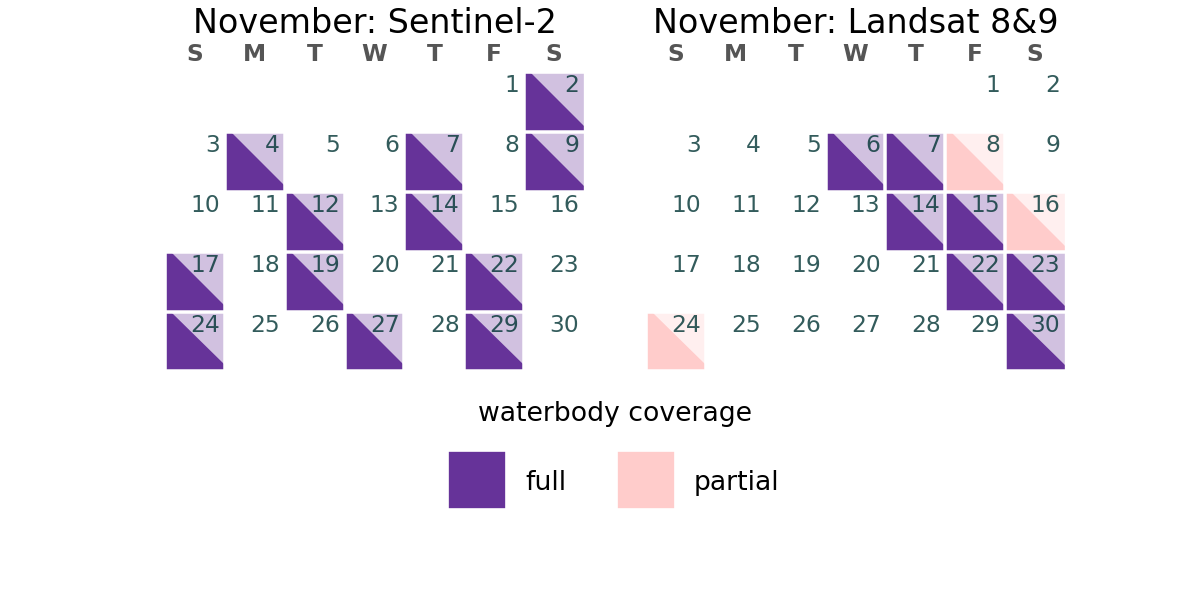 November: Sentinel-2
S M T W T F S
1 2
3 4 5 6 7 8 9
10 11 12 13 14 15 16
17 18 19 20 21 22 23
24 25 26 27 28 29 30
November: Landsat 8&9
S M T W T F S
1 2
3 4 5 6 7 8 9
10 11 12 13 14 15 16
17 18 19 20 21 22 23
24 25 26 27 28 29 30
waterbody coverage
full partial